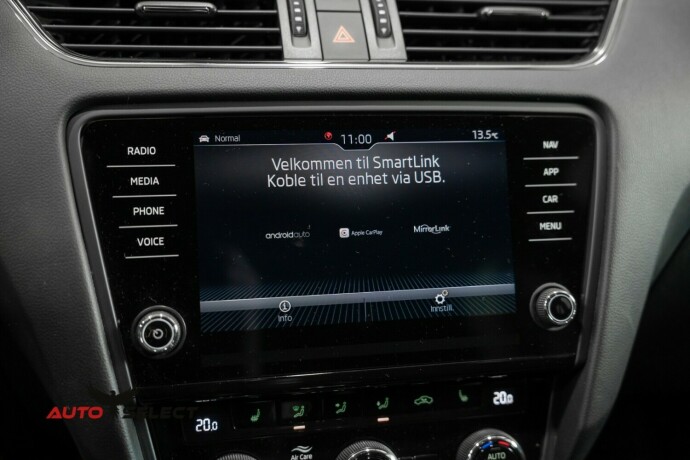 Normal 11:00 13.5°C
RADIO
MEDIA
PHONE
VOICE
Velkommen til SmartLink
Koble til en enhet via USB.
androidauto Apple CarPlay MirrorLink
Info Innstill.
NAV
APP
CAR
MENU
AUTO SELECT
20.0 20.0
Air Care AUTO